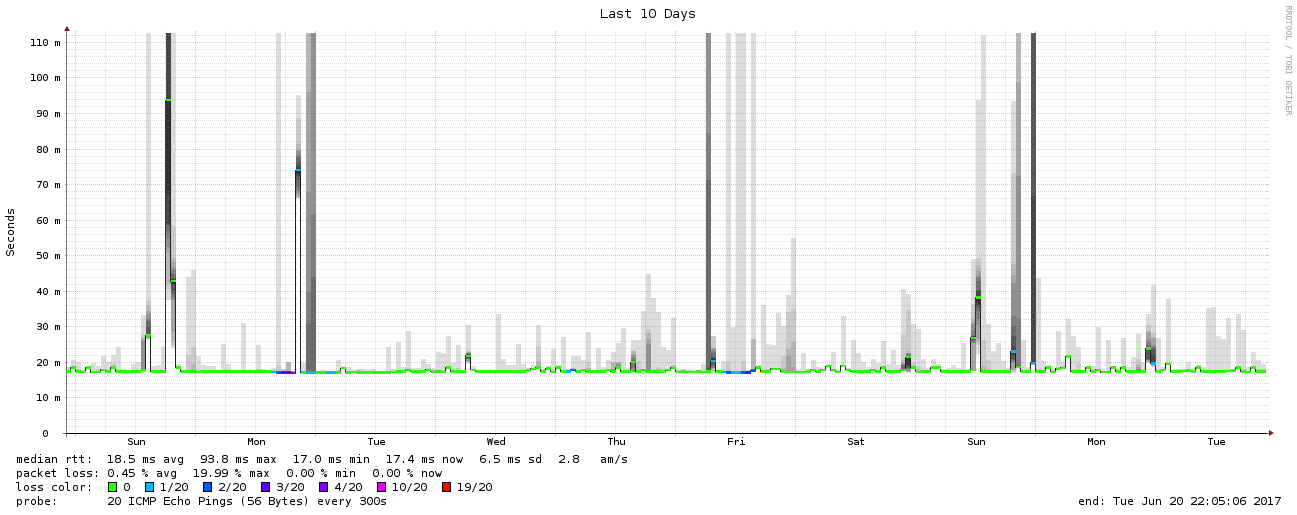 Last 10 Days
RRDTOOL / TOBI OETIKER
Seconds
110 m
100 m
90 m
80 m
70 m
60 m
50 m
40 m
30 m
20 m
10 m
0
Sun Mon Tue Wed Thu Fri Sat Sun Mon Tue
median rtt: 18.5 ms avg 93.8 ms max 17.0 ms min 17.4 ms now 6.5 ms sd 2.8 am/s
packet loss: 0.45 % avg 19.99 % max 0.00 % min 0.00 % now
loss color: 0 1/20 2/20 3/20 4/20 10/20 19/20
probe: 20 ICMP Echo Pings (56 Bytes) every 300s end: Tue Jun 20 22:05:06 2017